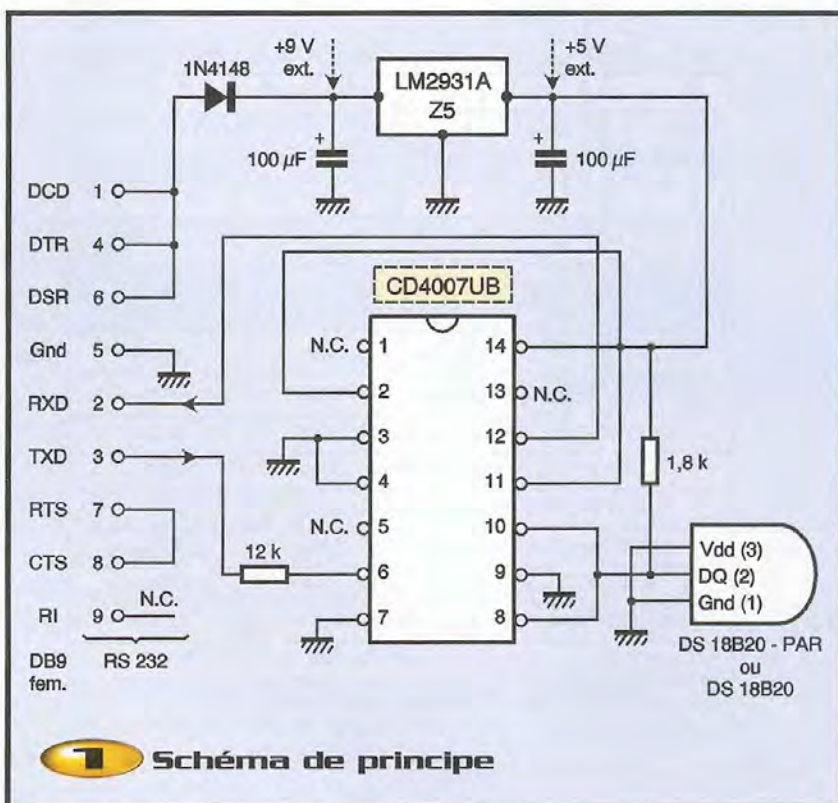 +9 V
ext.
+5 V
ext.
1N4148
LM2931A
Z5
+
100 µF
+
100 µF
DCD 1
DTR 4
DSR 6
Gnd 5
RXD 2
TXD 3
RTS 7
CTS 8
RI 9 N.C.
DB9
fem.
RS 232
12 k
CD4007UB
N.C. 1
2
3
4
N.C. 5
6
7
14
13 N.C.
12
11
10
9
8
1,8 k
Vdd (3)
DQ (2)
Gnd (1)
DS 18B20 - PAR
ou
DS 18B20
1 Schéma de principe